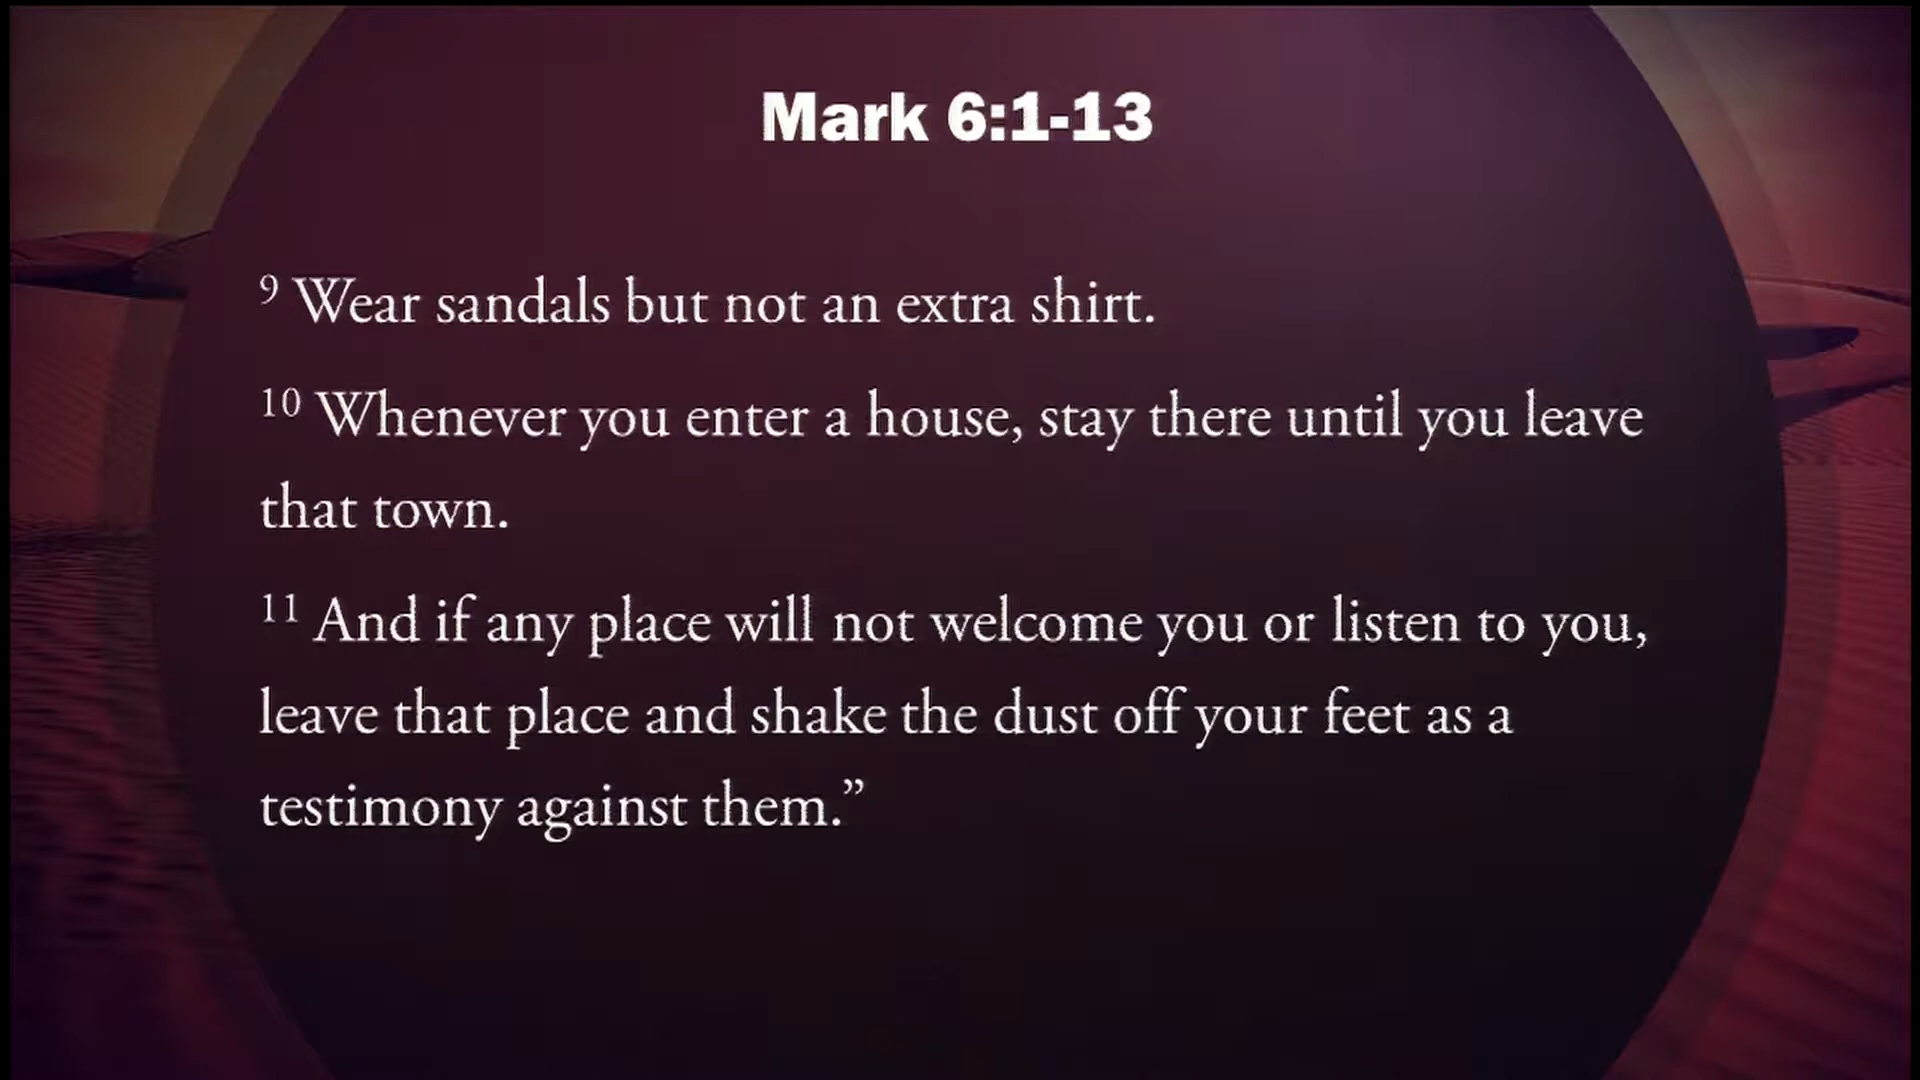 Mark 6:1-13
9 Wear sandals but not an extra shirt.
10 Whenever you enter a house, stay there until you leave
that town.
11 And if any place will not welcome you or listen to you,
leave that place and shake the dust off your feet as a
testimony against them.”